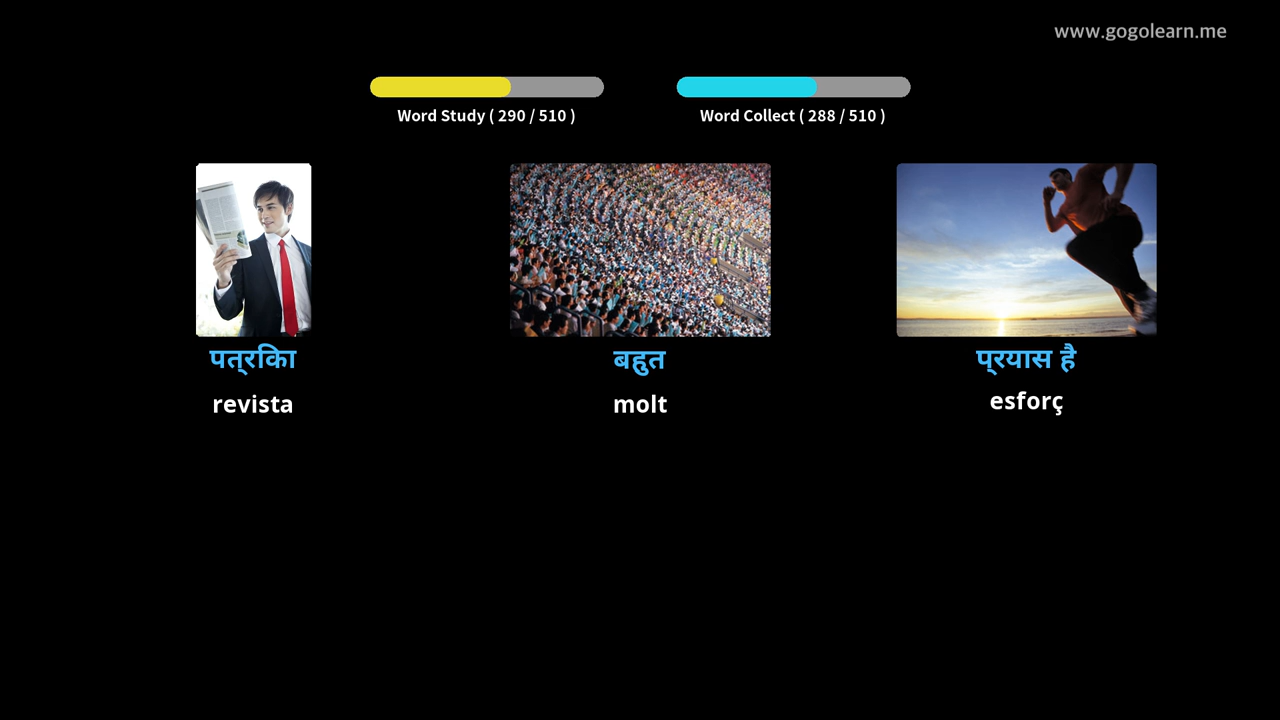 www.gogolearn.me
Word Study ( 290 / 510 )
Word Collect ( 288 / 510 )
पत्रिका
बहुत
प्रयास है
revista
molt
esforç